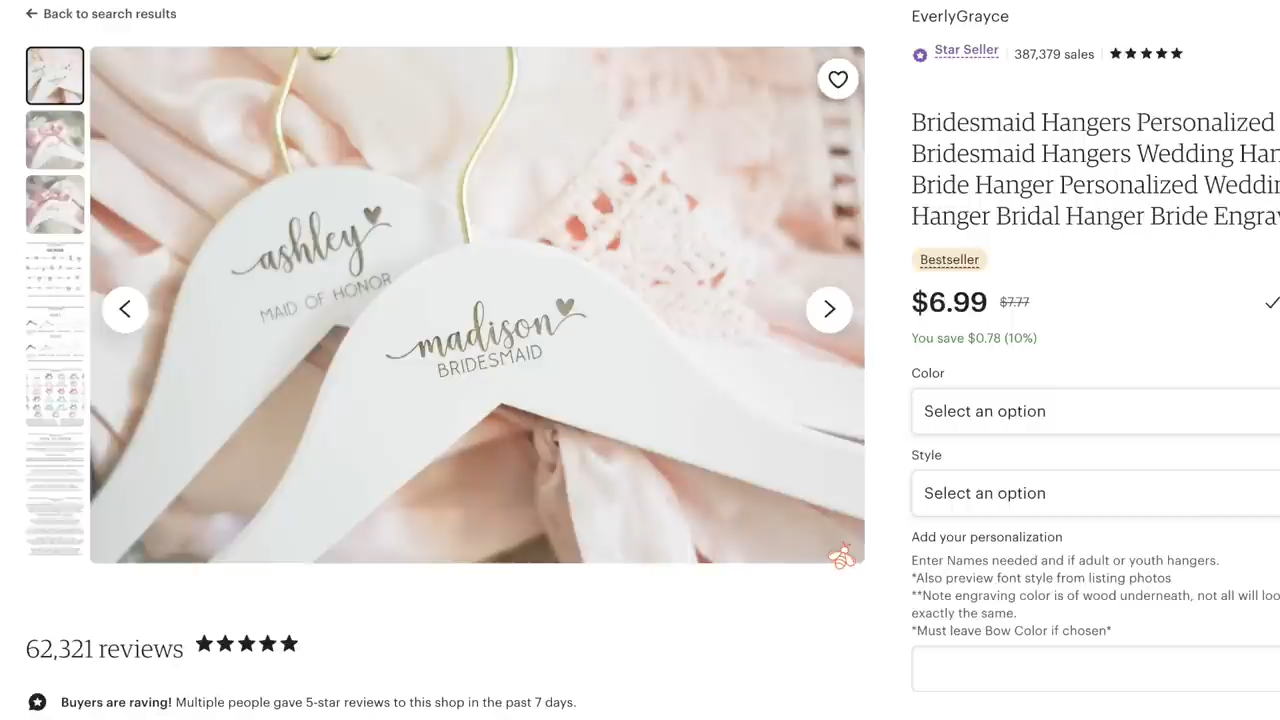 Back to search results
EverlyGrayce
Star Seller
387,379 sales
ashley
MAID OF HONOR
madison
BRIDESMAID
Bridesmaid Hangers Personalized
Bridesmaid Hangers Wedding Han
Bride Hanger Personalized Weddin
Hanger Bridal Hanger Bride Engrav
Bestseller
$6.99 $7.77
You save $0.78 (10%)
Color
Select an option
Style
Select an option
Add your personalization
Enter Names needed and if adult or youth hangers.
*Also preview font style from listing photos
**Note engraving color is of wood underneath, not all will loo
exactly the same.
*Must leave Bow Color if chosen*
62,321 reviews
Buyers are raving! Multiple people gave 5-star reviews to this shop in the past 7 days.